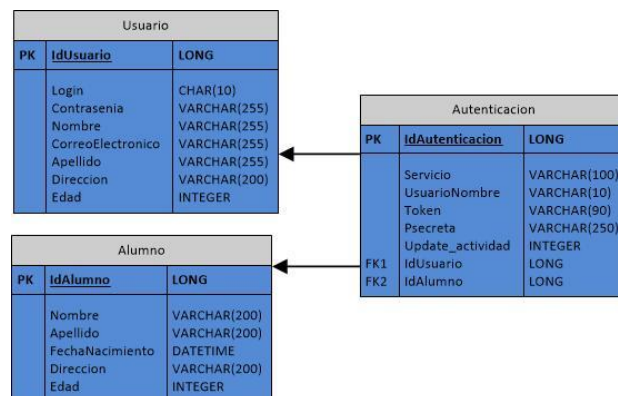 Usuario
PK IdUsuario LONG
Login CHAR(10)
Contrasenia VARCHAR(255)
Nombre VARCHAR(255)
CorreoElectronico VARCHAR(255)
Apellido VARCHAR(255)
Direccion VARCHAR(200)
Edad INTEGER
Autenticacion
PK IdAutenticacion LONG
Servicio VARCHAR(100)
UsuarioNombre VARCHAR(10)
Token VARCHAR(90)
Psecreta VARCHAR(250)
Update_actividad INTEGER
FK1 IdUsuario LONG
FK2 IdAlumno LONG
Alumno
PK IdAlumno LONG
Nombre VARCHAR(200)
Apellido VARCHAR(200)
FechaNacimiento DATETIME
Direccion VARCHAR(200)
Edad INTEGER